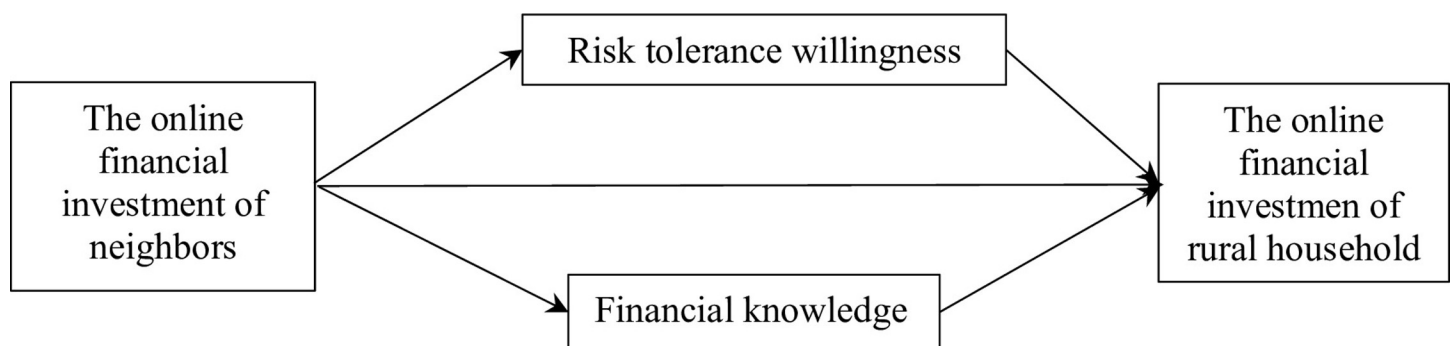 The online
financial
investment of
neighbors
Risk tolerance willingness
Financial knowledge
The online
financial
investmen of
rural household